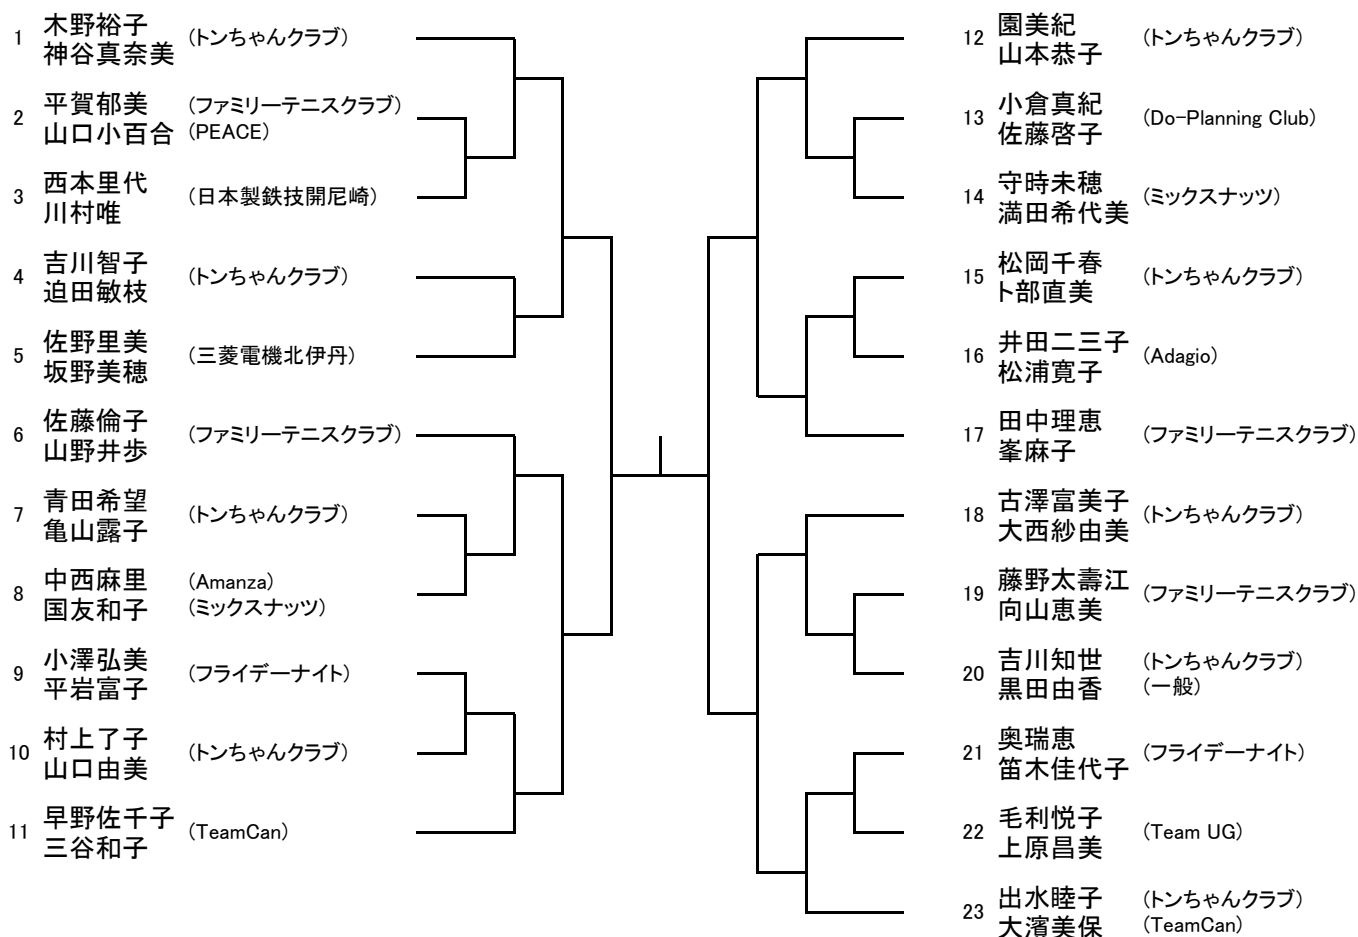 1 木野裕子 (トンちゃんクラブ)
神谷真奈美
2 平賀郁美 (ファミリーテニスクラブ)
山口小百合 (PEACE)
3 西本里代 (日本製鉄技開尼崎)
川村唯
4 吉川智子 (トンちゃんクラブ)
迫田敏枝
5 佐野里美 (三菱電機北伊丹)
坂野美穂
6 佐藤倫子 (ファミリーテニスクラブ)
山野井歩
7 青田希望 (トンちゃんクラブ)
亀山露子
8 中西麻里 (Amanza)
国友和子 (ミックスナッツ)
9 小澤弘美 (フライデーナイト)
平岩富子
10 村上了子 (トンちゃんクラブ)
山口由美
11 早野佐千子 (TeamCan)
三谷和子
12 園美紀 (トンちゃんクラブ)
山本恭子
13 小倉真紀 (Do-Planning Club)
佐藤啓子
14 守時未穂 (ミックスナッツ)
満田希代美
15 松岡千春 (トンちゃんクラブ)
ト部直美
16 井田二三子 (Adagio)
松浦寛子
17 田中理恵 (ファミリーテニスクラブ)
峯麻子
18 古澤富美子 (トンちゃんクラブ)
大西紗由美
19 藤野太壽江 (ファミリーテニスクラブ)
向山恵美
20 吉川知世 (トンちゃんクラブ)
黒田由香 (一般)
21 奥瑞恵 (フライデーナイト)
笛木佳代子
22 毛利悦子 (Team UG)
上原昌美
23 出水睦子 (トンちゃんクラブ)
大濱美保 (TeamCan)